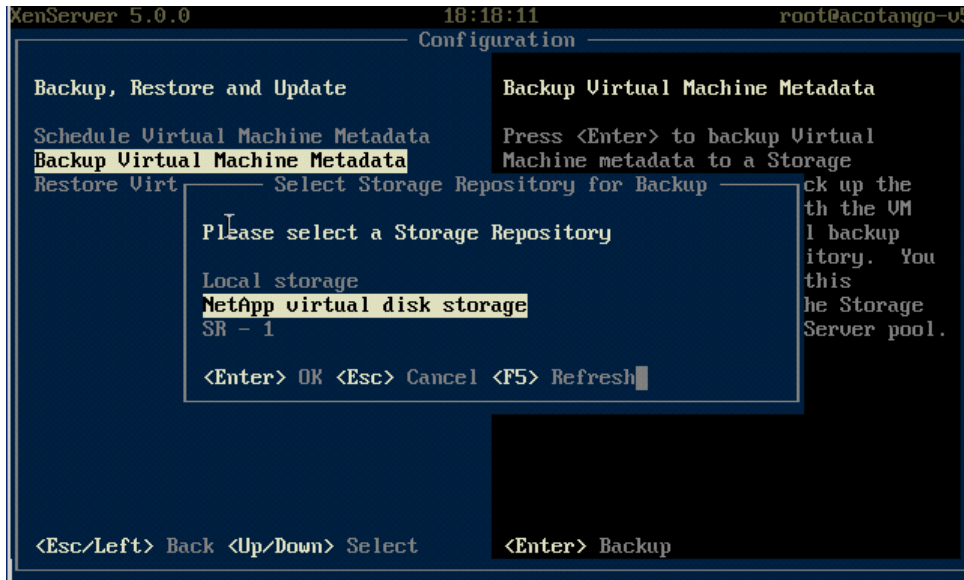 XenServer 5.0.0 18:18:11 root@acotango-v5
Configuration
Backup, Restore and Update
Schedule Virtual Machine Metadata
Backup Virtual Machine Metadata
Restore Virt
Backup Virtual Machine Metadata
Press <Enter> to backup Virtual
Machine metadata to a Storage
ck up the
th the VM
l backup
itory. You
this
he Storage
Server pool.
Select Storage Repository for Backup
Please select a Storage Repository
Local storage
NetApp virtual disk storage
SR - 1
<Enter> OK <Esc> Cancel <F5> Refresh
<Esc/Left> Back <Up/Down> Select
<Enter> Backup